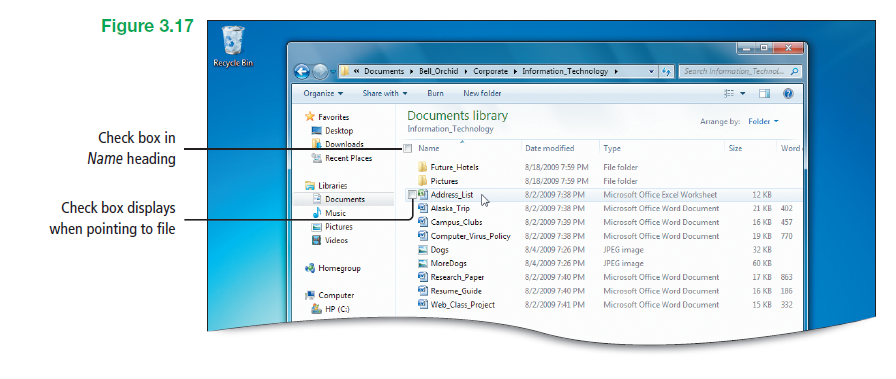 Figure 3.17
Recycle Bin
« Documents ▸ Bell_Orchid ▸ Corporate ▸ Information_Technology ▸
Search Information_Technol...
Organize ▾ Share with ▾ Burn New folder
Favorites
Desktop
Downloads
Recent Places
Libraries
Documents
Music
Pictures
Videos
Homegroup
Computer
HP (C:)
Documents library
Information_Technology
Arrange by: Folder ▾
Name Date modified Type Size Word
Future_Hotels 8/18/2009 7:59 PM File folder
Pictures 8/18/2009 7:59 PM File folder
Address_List 8/2/2009 7:38 PM Microsoft Office Excel Worksheet 12 KB
Alaska_Trip 8/2/2009 7:38 PM Microsoft Office Word Document 21 KB 402
Campus_Clubs 8/2/2009 7:39 PM Microsoft Office Word Document 16 KB 457
Computer_Virus_Policy 8/2/2009 7:38 PM Microsoft Office Word Document 19 KB 770
Dogs 8/4/2009 7:26 PM JPEG image 32 KB
MoreDogs 8/4/2009 7:26 PM JPEG image 60 KB
Research_Paper 8/2/2009 7:40 PM Microsoft Office Word Document 17 KB 863
Resume_Guide 8/2/2009 7:40 PM Microsoft Office Word Document 16 KB 186
Web_Class_Project 8/2/2009 7:41 PM Microsoft Office Word Document 15 KB 332
Check box in
Name heading
Check box displays
when pointing to file